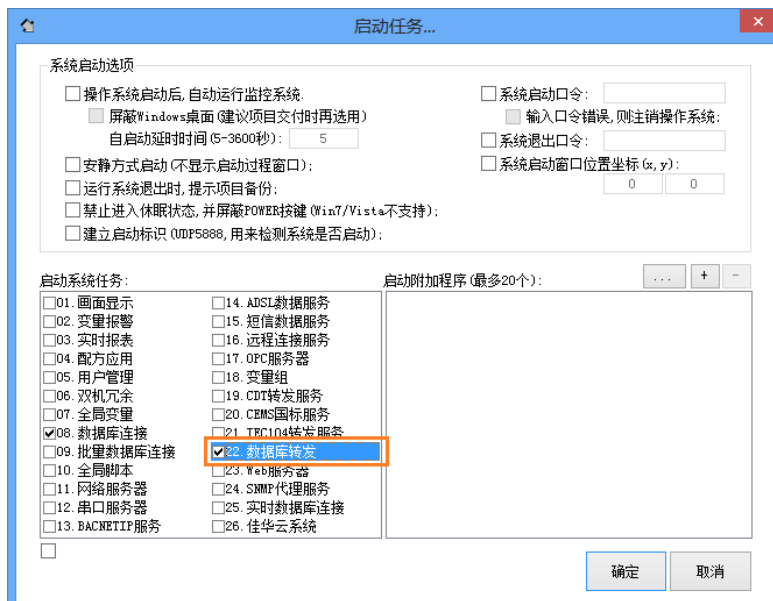 启动任务...
系统启动选项
操作系统启动后,自动运行监控系统.
屏蔽Windows桌面(建议项目交付时再选用)
自启动延时时间(5-3600秒): 5
安静方式启动(不显示启动过程窗口);
运行系统退出时,提示项目备份;
禁止进入休眠状态,并屏蔽POWER按键(Win7/Vista不支持);
建立启动标识(UDP5888,用来检测系统是否启动);
系统启动口令:
输入口令错误,则注销操作系统;
系统退出口令:
系统启动窗口位置坐标(x,y):
0 0
启动系统任务:
01.画面显示
02.变量报警
03.实时报表
04.配方应用
05.用户管理
06.双机冗余
07.全局变量
08.数据库连接
09.批量数据库连接
10.全局脚本
11.网络服务器
12.串口服务器
13.BACNETIP服务
14.ADSL数据服务
15.短信数据服务
16.远程连接服务
17.OPC服务器
18.变量组
19.CDT转发服务
20.CEMS国标服务
21.IEC104转发服务
22.数据库转发
23.Web服务器
24.SNMP代理服务
25.实时数据库连接
26.佳华云系统
启动附加程序(最多20个):
... + -
确定
取消